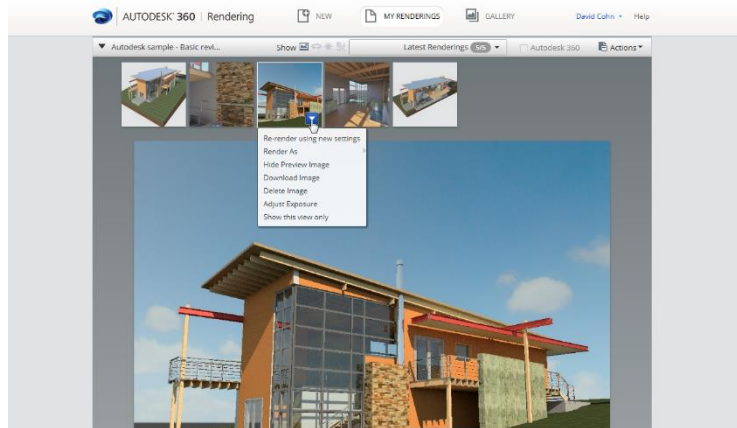 AUTODESK® 360 | Rendering
NEW
MY RENDERINGS
GALLERY
David Cohn
Help
Autodesk sample - Basic revi...
Show
Latest Renderings 5/5
Autodesk 360
Actions
Re-render using new settings
Render As
Hide Preview Image
Download Image
Delete Image
Adjust Exposure
Show this view only